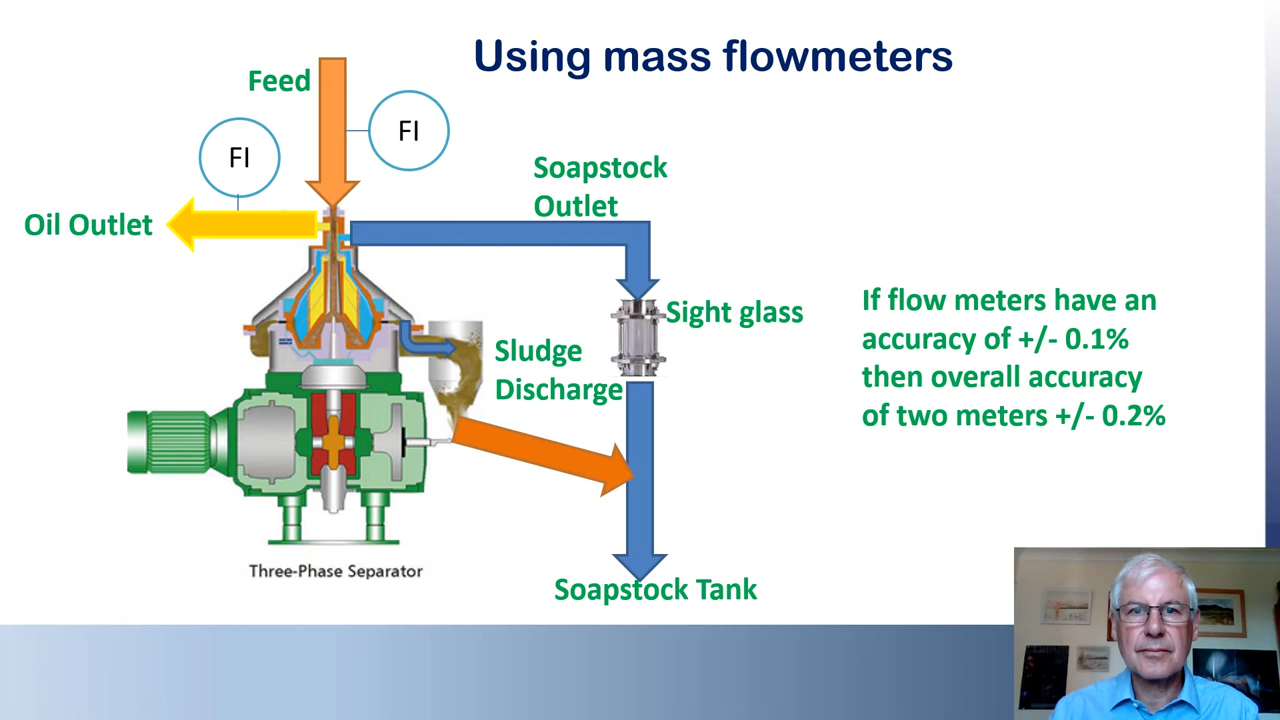 Using mass flowmeters
Feed
FI
FI
Soapstock
Outlet
Oil Outlet
Sight glass
If flow meters have an
accuracy of +/- 0.1%
then overall accuracy
of two meters +/- 0.2%
Sludge
Discharge
Three-Phase Separator
Soapstock Tank